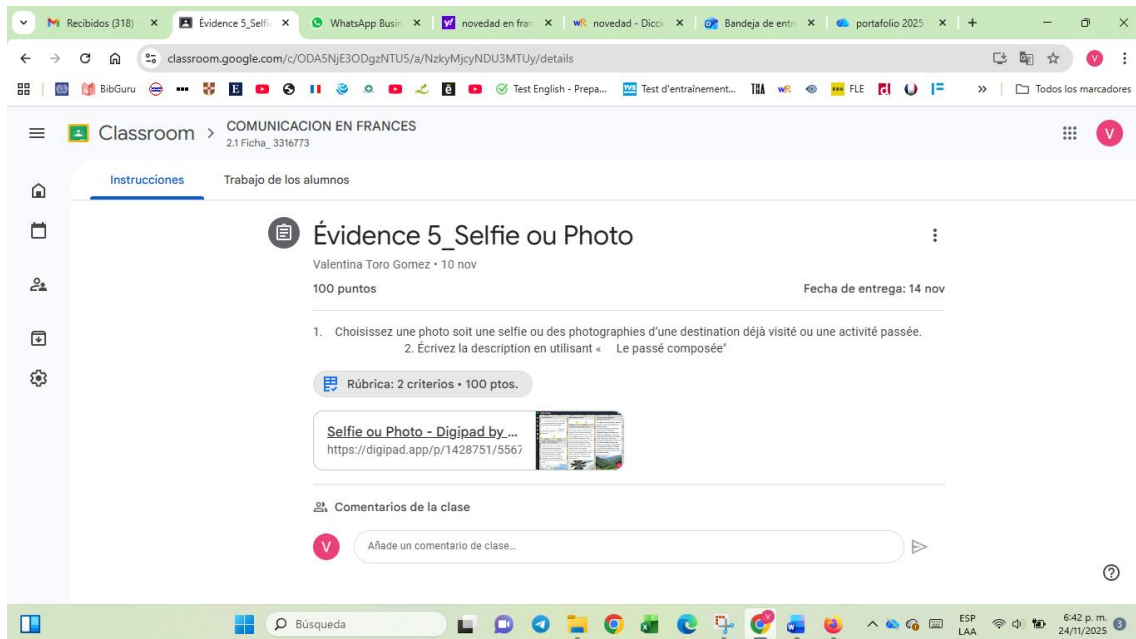 Recibidos (318)
Évidence 5_Selfi
WhatsApp Busin
novedad en fran
novedad - Dicci
Bandeja de entr
portafolio 2025
classroom.google.com/c/ODA5NjE3ODgzNTU5/a/NzkyMjcyNDU3MTUy/details
BibGuru
Test English - Prepa...
Test d'entraînement...
FLE
Todos los marcadores
Classroom > COMUNICACION EN FRANCES
2.1 Ficha_ 3316773
Instrucciones Trabajo de los alumnos
Évidence 5_Selfie ou Photo
Valentina Toro Gomez • 10 nov
100 puntos Fecha de entrega: 14 nov
1. Choisissez une photo soit une selfie ou des photographies d'une destination déjà visité ou une activité passée.
2. Écrivez la description en utilisant « Le passé composée"
Rúbrica: 2 criterios • 100 ptos.
Selfie ou Photo - Digipad by ...
https://digipad.app/p/1428751/5567
Comentarios de la clase
V
Añade un comentario de clase...
Búsqueda
ESP
LAA
6:42 p. m.
24/11/2025